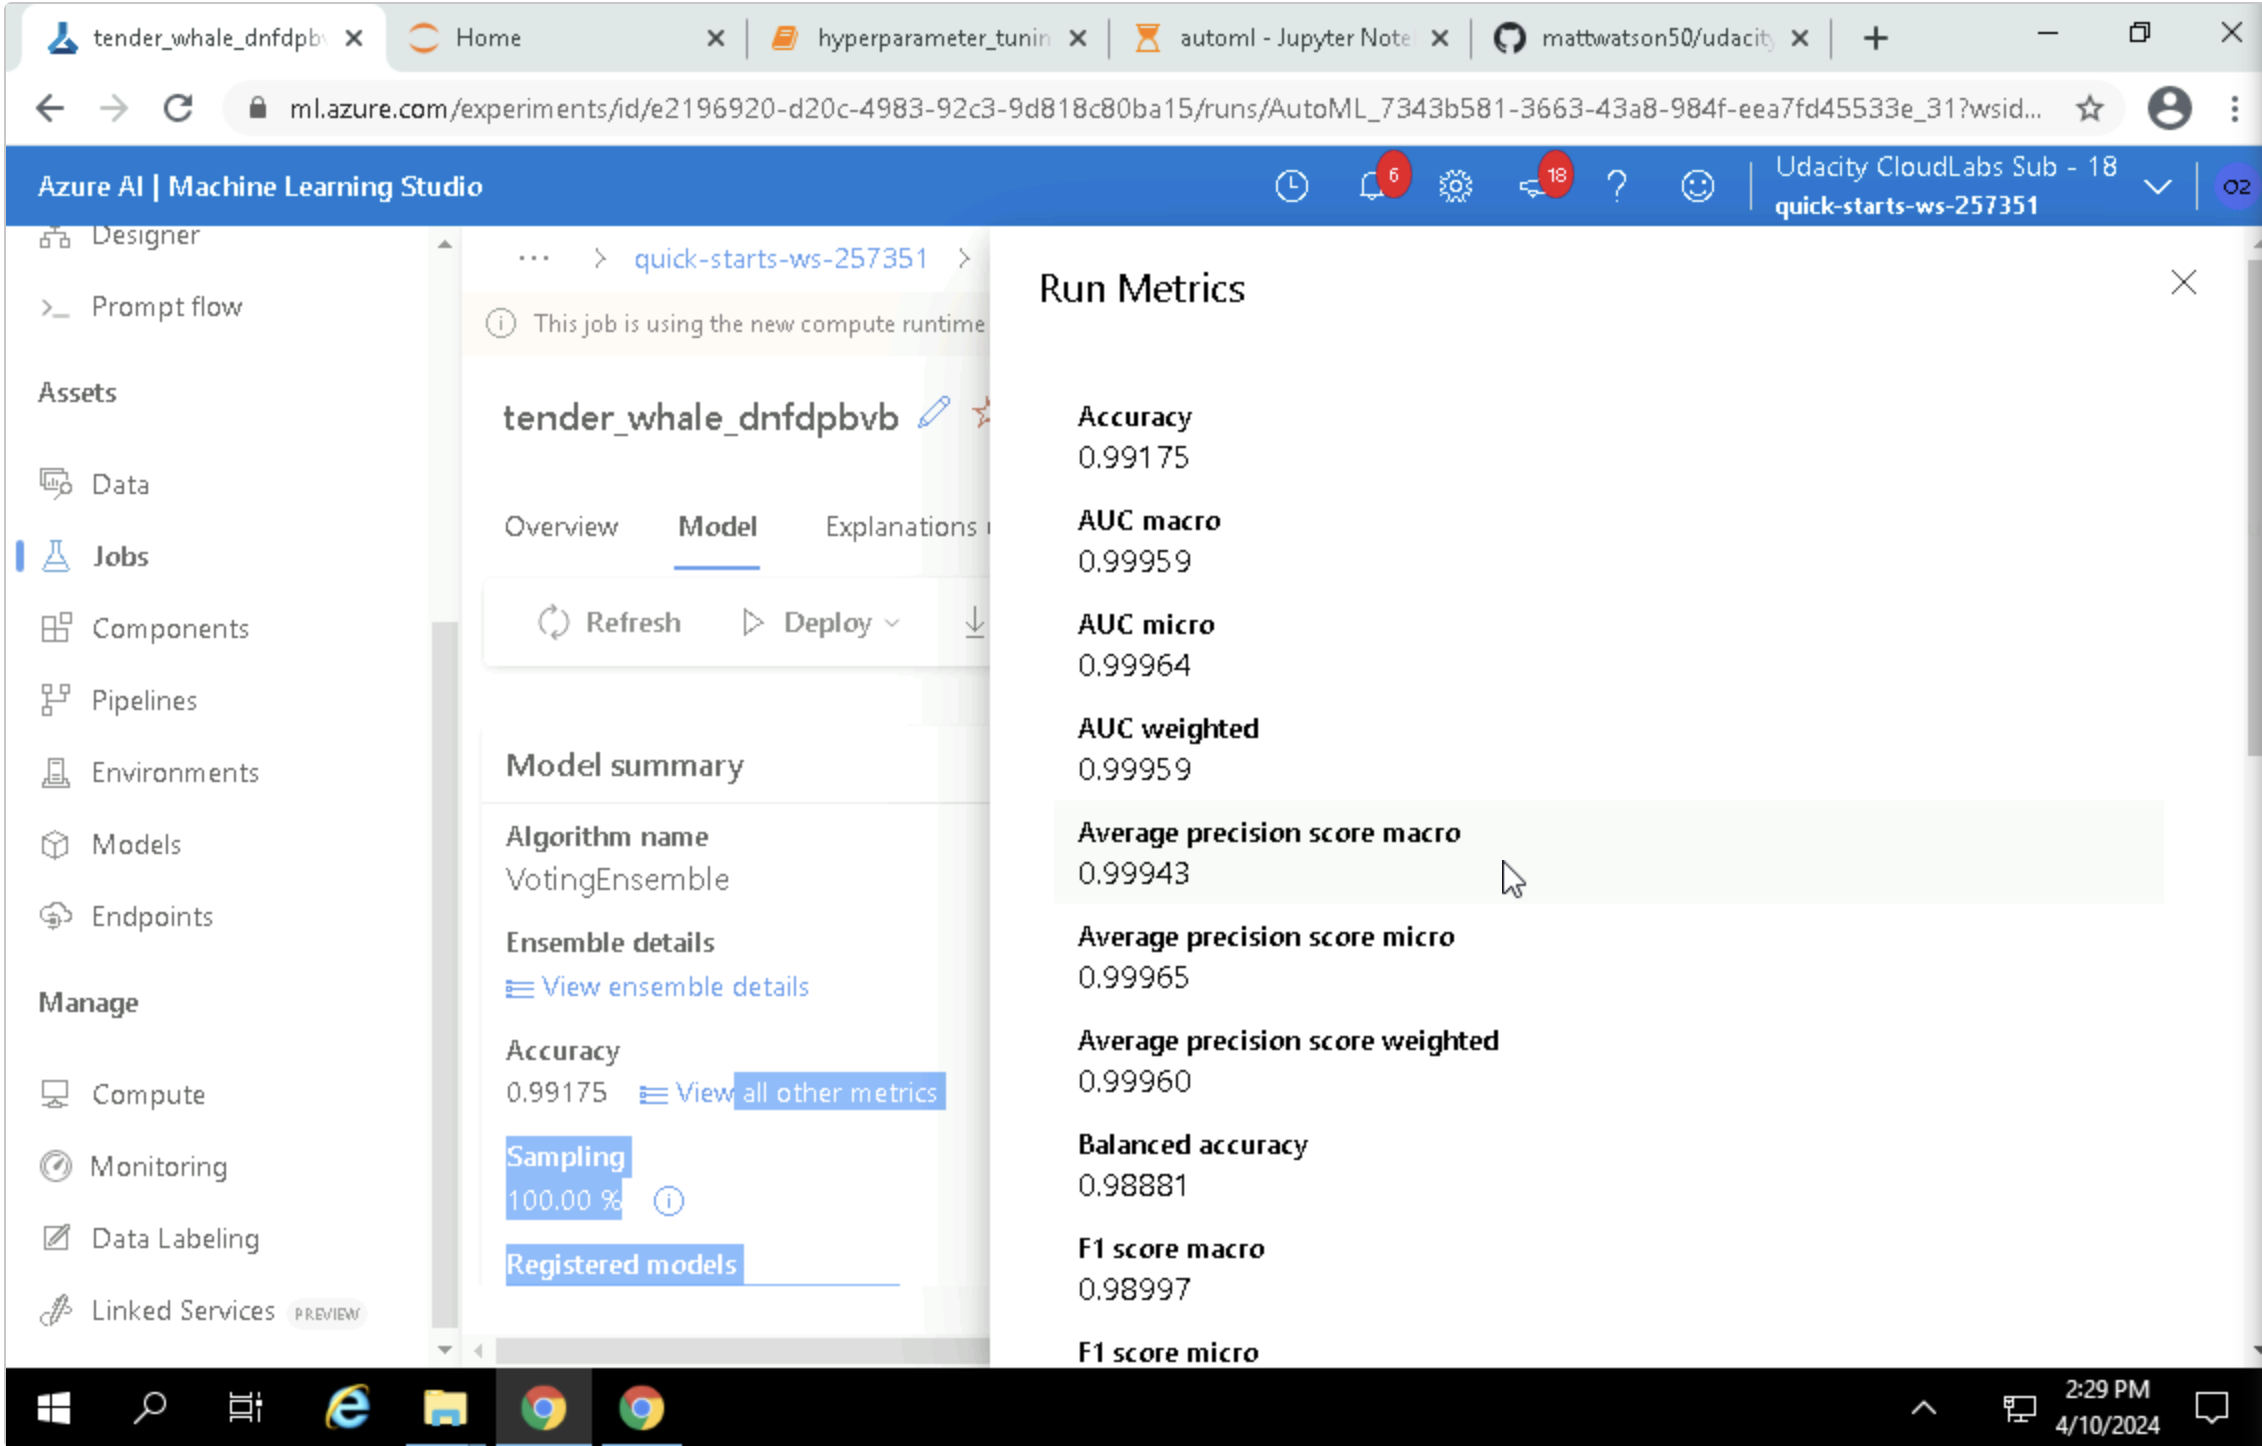 tender_whale_dnfdpb
Home
hyperparameter_tunin
automl - Jupyter Note
mattwatson50/udacity
ml.azure.com/experiments/id/e2196920-d20c-4983-92c3-9d818c80ba15/runs/AutoML_7343b581-3663-43a8-984f-eea7fd45533e_31?wsid...
Azure AI | Machine Learning Studio
6
18
?
Udacity CloudLabs Sub - 18
quick-starts-ws-257351
O2
Designer
Prompt flow
Assets
Data
Jobs
Components
Pipelines
Environments
Models
Endpoints
Manage
Compute
Monitoring
Data Labeling
Linked Services PREVIEW
... > quick-starts-ws-257351 >
This job is using the new compute runtime
tender_whale_dnfdpbvb
Overview
Model
Explanations
Refresh
Deploy
Model summary
Algorithm name
VotingEnsemble
Ensemble details
View ensemble details
Accuracy
0.99175 View all other metrics
Sampling
100.00 %
Registered models
Run Metrics
Accuracy
0.99175
AUC macro
0.99959
AUC micro
0.99964
AUC weighted
0.99959
Average precision score macro
0.99943
Average precision score micro
0.99965
Average precision score weighted
0.99960
Balanced accuracy
0.98881
F1 score macro
0.98997
F1 score micro
2:29 PM
4/10/2024